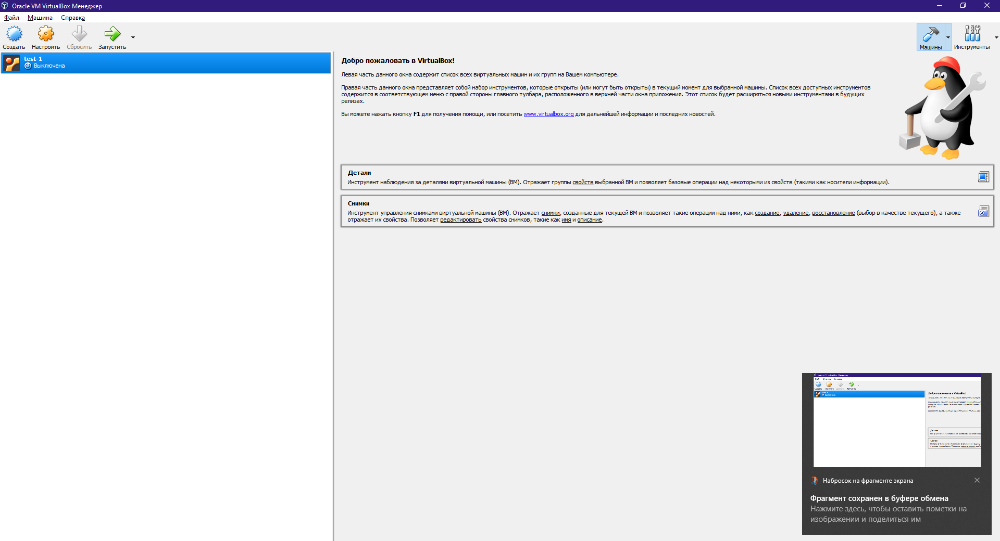 Oracle VM VirtualBox Менеджер
Файл Машина Справка
Создать Настроить Сбросить Запустить Машины Инструменты
test-1
Выключена
Добро пожаловать в VirtualBox!
Левая часть данного окна содержит список всех виртуальных машин и их групп на Вашем компьютере.
Правая часть данного окна представляет собой набор инструментов, которые открыты (или могут быть открыты) в текущий момент для выбранной машины. Список всех доступных инструментов
содержится в соответствующем меню с правой стороны главного тулбара, расположенного в верхней части окна приложения. Этот список будет расширяться новыми инструментами в будущих
релизах.
Вы можете нажать кнопку F1 для получения помощи, или посетить www.virtualbox.org для дальнейшей информации и последних новостей.
Детали
Инструмент наблюдения за деталями виртуальной машины (ВМ). Отражает группы свойств выбранной ВМ и позволяет базовые операции над некоторыми из свойств (такими как носители информации).
Снимки
Инструмент управления снимками виртуальной машины (ВМ). Отражает снимки, созданные для текущей ВМ и позволяет такие операции над ними, как создание, удаление, восстановление (выбор в качестве текущего), а также
отражает их свойства. Позволяет редактировать свойства снимков, такие как имя и описание.
Набросок на фрагменте экрана
Фрагмент сохранен в буфере обмена
Нажмите здесь, чтобы оставить пометки на
изображении и поделиться им